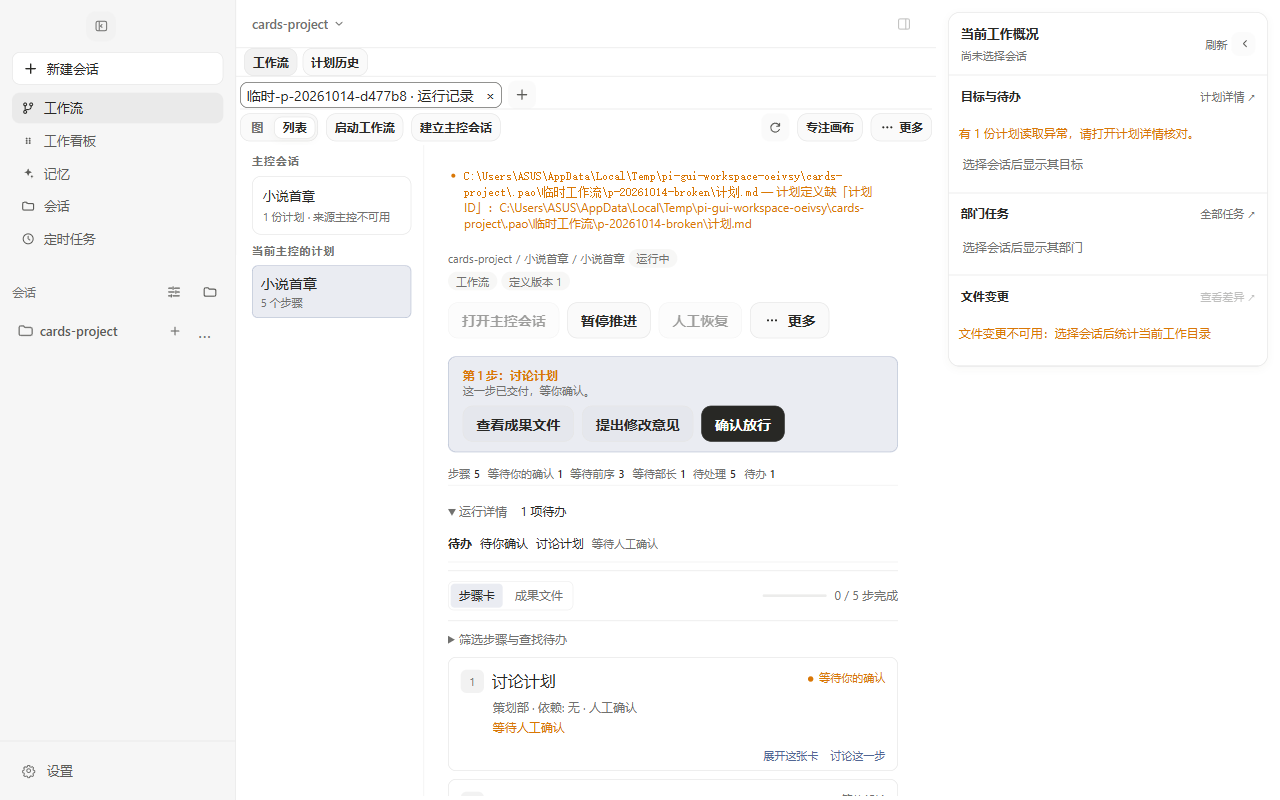 新建会话
工作流
工作看板
记忆
会话
定时任务
会话
cards-project
设置
cards-project
工作流 计划历史
临时-p-20261014-d477b8 · 运行记录 × +
图 列表 启动工作流 建立主控会话 专注画布 ··· 更多
主控会话
小说首章
1 份计划 · 来源主控不可用
当前主控的计划
小说首章
5 个步骤
• C:\Users\ASUS\AppData\Local\Temp\pi-gui-workspace-oeivsy\cards-
project\.pao\临时工作流\p-20261014-broken\计划.md — 计划定义缺「计划
ID」：C:\Users\ASUS\AppData\Local\Temp\pi-gui-workspace-oeivsy\cards-
project\.pao\临时工作流\p-20261014-broken\计划.md
cards-project / 小说首章 / 小说首章 运行中
工作流 定义版本 1
打开主控会话 暂停推进 人工恢复 ··· 更多
第 1 步：讨论计划
这一步已交付，等你确认。
查看成果文件 提出修改意见 确认放行
步骤 5 等待你的确认 1 等待前序 3 等待部长 1 待处理 5 待办 1
▼运行详情 1 项待办
待办 待你确认 讨论计划 等待人工确认
步骤卡 成果文件 0 / 5 步完成
▶ 筛选步骤与查找待办
1 讨论计划 • 等待你的确认
策划部 · 依赖: 无 · 人工确认
等待人工确认
展开这张卡 讨论这一步
当前工作概况
尚未选择会话
刷新
目标与待办 计划详情 ↗
有 1 份计划读取异常，请打开计划详情核对。
选择会话后显示其目标
部门任务 全部任务 ↗
选择会话后显示其部门
文件变更 查看差异 ↗
文件变更不可用：选择会话后统计当前工作目录